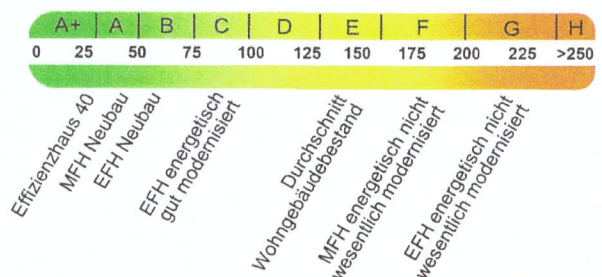 A+ A B C D E F G H
0 25 50 75 100 125 150 175 200 225 >250
Effizienzhaus 40
MFH Neubau
EFH Neubau
EFH energetisch
gut modernisiert
Durchschnitt
Wohngebäudebestand
MFH energetisch nicht
wesentlich modernisiert
EFH energetisch nicht
wesentlich modernisiert